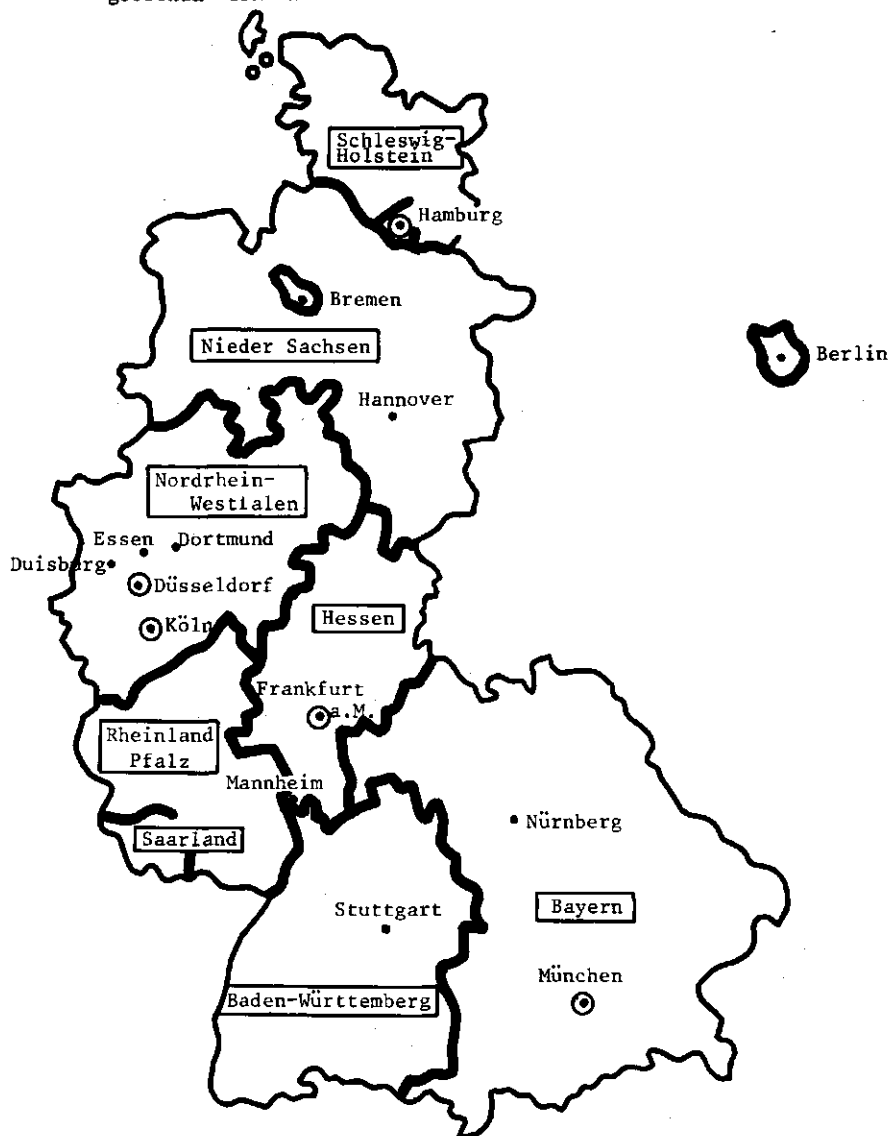 Schleswig-
Holstein
Hamburg
Bremen
Nieder Sachsen
Berlin
Hannover
Nordrhein-
Westialen
Essen
Dortmund
Duisburg
Düsseldorf
Köln
Hessen
Frankfurt
a.M.
Rheinland
Pfalz
Mannheim
Saarland
Nürnberg
Stuttgart
Bayern
München
Baden-Württemberg